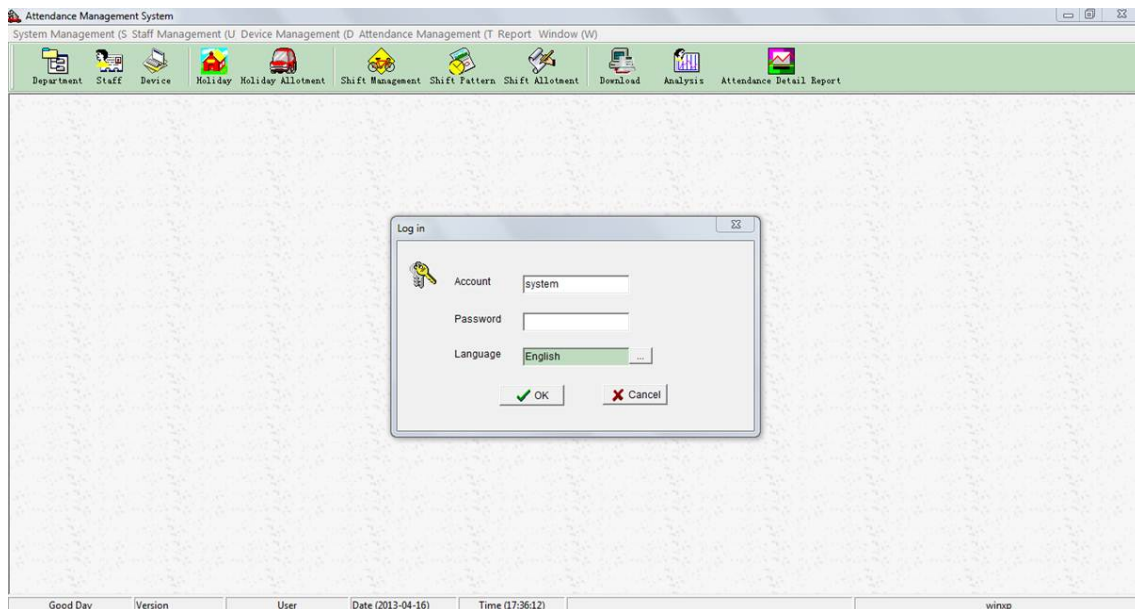 Attendance Management System
System Management (S Staff Management (U Device Management (D Attendance Management (T Report Window (W)
Department Staff Device Holiday Holiday Allotment Shift Management Shift Pattern Shift Allotment Download Analysis Attendance Detail Report
Log in
Account system
Password
Language English ...
OK Cancel
Good Day Version User Date (2013-04-16) Time (17:36:12) winxp